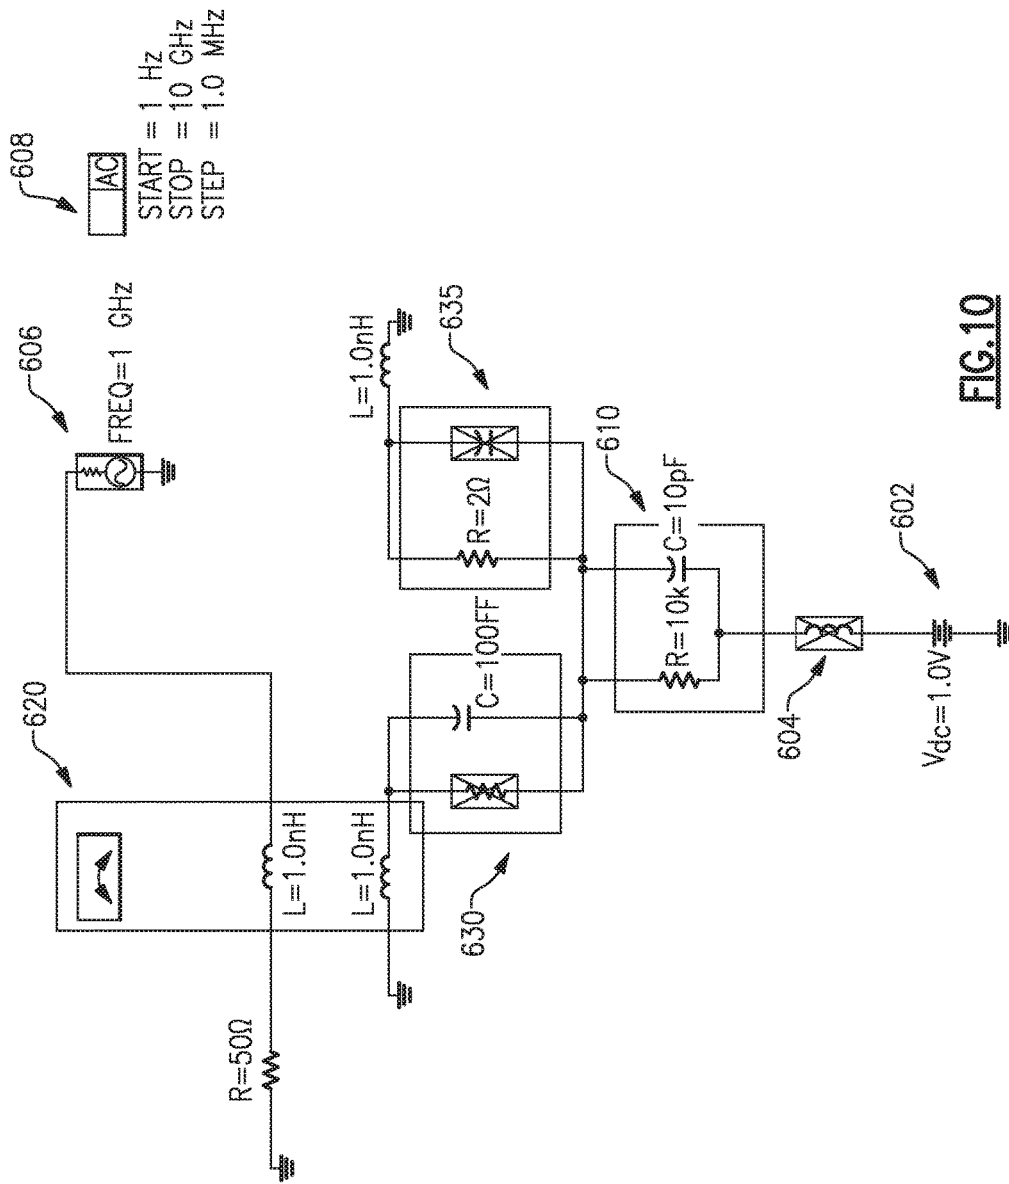 608
AC
START = 1 Hz
STOP = 10 GHz
STEP = 1.0 MHz
606
FREQ=1 GHz
620
L=1.0nH
L=1.0nH
R=50Ω
L=1.0nH
635
R=2Ω
C=100FF
630
610
C=10pF
R=10k
604
602
Vdc=1.0V
FIG.10